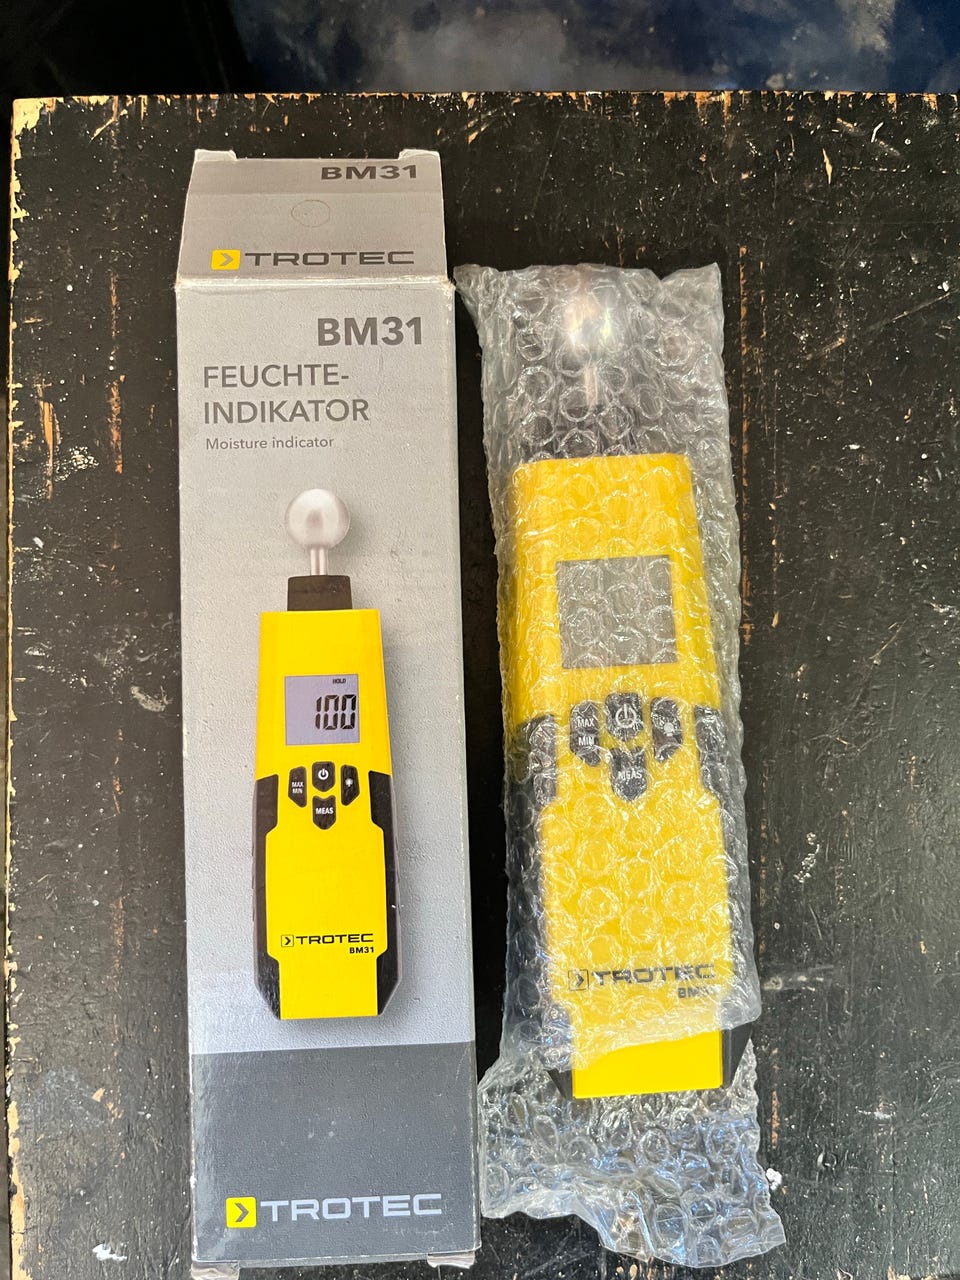 BM31
TROTEC
BM31
FEUCHTE-
INDIKATOR
Moisture indicator
HOLD
100
MAX
MIN
MEAS
TROTEC
BM31
TROTEC
MAX
MIN
MEAS
TROTEC